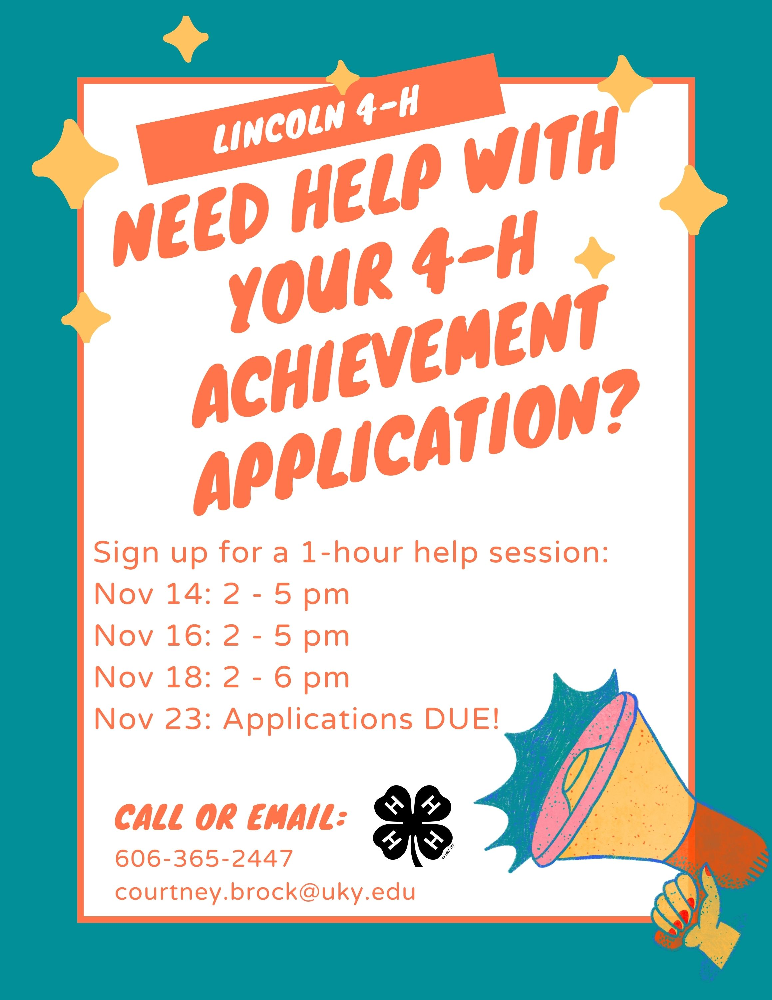 LINCOLN 4-H
NEED HELP WITH
YOUR 4-H
ACHIEVEMENT
APPLICATION?
Sign up for a 1-hour help session:
Nov 14: 2 - 5 pm
Nov 16: 2 - 5 pm
Nov 18: 2 - 6 pm
Nov 23: Applications DUE!
CALL OR EMAIL:
606-365-2447
courtney.brock@uky.edu
H H
H H
18 USC 707